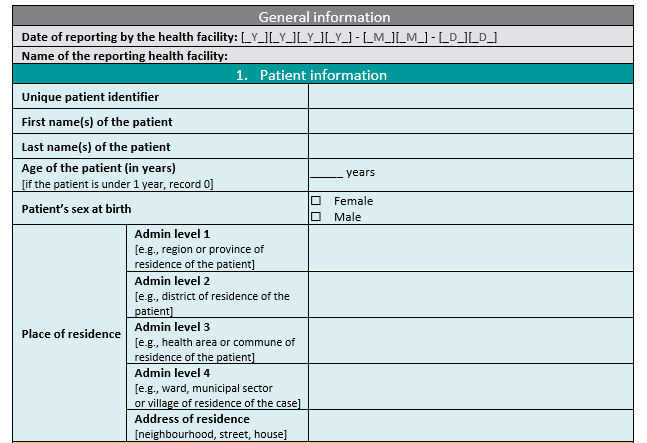 General information
Date of reporting by the health facility: [_Y_][_Y_][_Y_][_Y_] - [_M_][_M_] - [_D_][_D_]
Name of the reporting health facility:
1. Patient information
Unique patient identifier
First name(s) of the patient
Last name(s) of the patient
Age of the patient (in years)
[if the patient is under 1 year, record 0]
_____ years
Patient’s sex at birth
☐ Female
☐ Male
Place of residence
Admin level 1
[e.g., region or province of
residence of the patient]
Admin level 2
[e.g., district of residence of the
patient]
Admin level 3
[e.g., health area or commune of
residence of the patient]
Admin level 4
[e.g., ward, municipal sector
or village of residence of the case]
Address of residence
[neighbourhood, street, house]